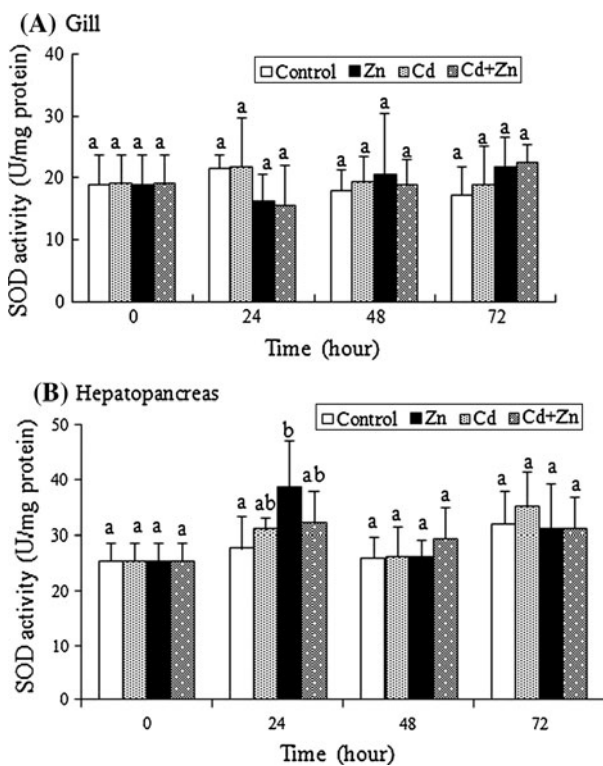 (A) Gill
Control Zn Cd Cd+Zn
SOD activity (U/mg protein)
40
30
20
10
0
a a a a
a a a a
a a a a
a a a a
0 24 48 72
Time (hour)
(B) Hepatopancreas
Control Zn Cd Cd+Zn
SOD activity (U/mg protein)
50
40
30
20
10
0
a a a a
a ab b ab
a a a a
a a a a
0 24 48 72
Time (hour)